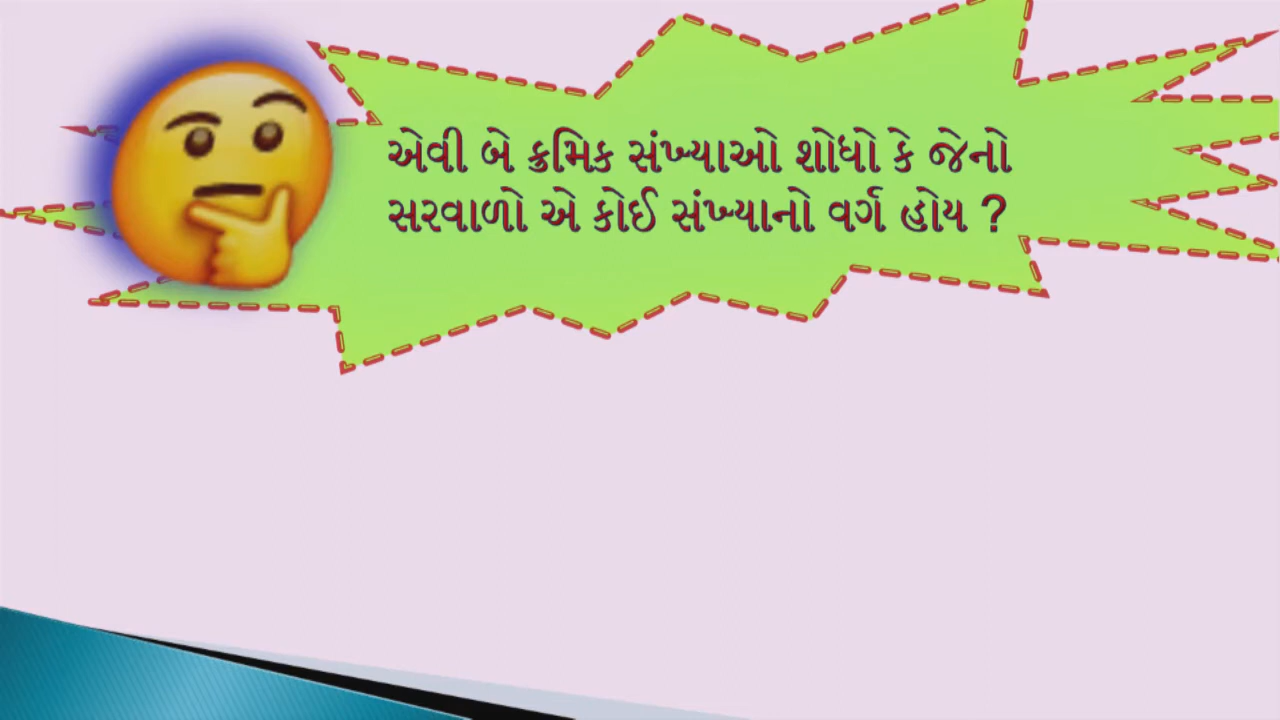 એવી બે ક્રમિક સંખ્યાઓ શોધો કે જેનો
સરવાળો એ કોઈ સંખ્યાનો વર્ગ હોય ?